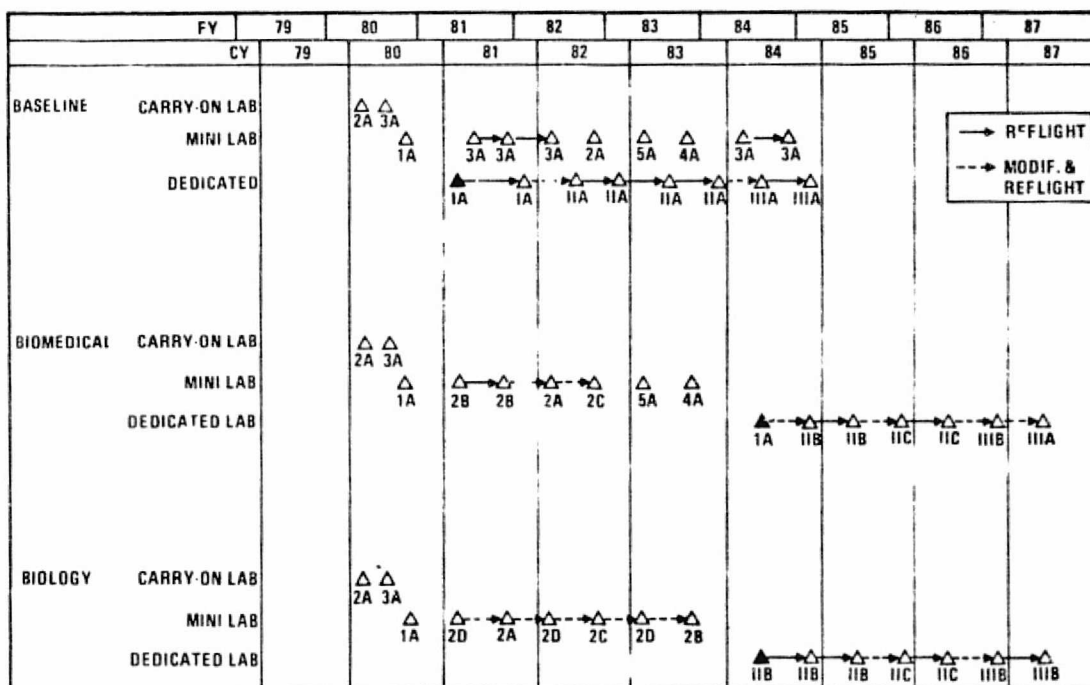 FY 79 80 81 82 83 84 85 86 87
CY 79 80 81 82 83 84 85 86 87
BASELINE CARRY-ON LAB
2A 3A
MINI LAB
1A 3A 3A 3A 2A 5A 4A 3A 3A
REFLIGHT
MODIF. & REFLIGHT
DEDICATED
IA IA IIA IIA IIA IIA IIIA IIIA
BIOMEDICAL CARRY-ON LAB
2A 3A
MINI LAB
1A 2B 2B 2A 2C 5A 4A
DEDICATED LAB
1A IIB IIB IIC IIC IIIB IIIA
BIOLOGY CARRY-ON LAB
2A 3A
MINI LAB
1A 2D 2A 2D 2C 2D 2B
DEDICATED LAB
IIB IIB IIB IIC IIC IIIB IIIB